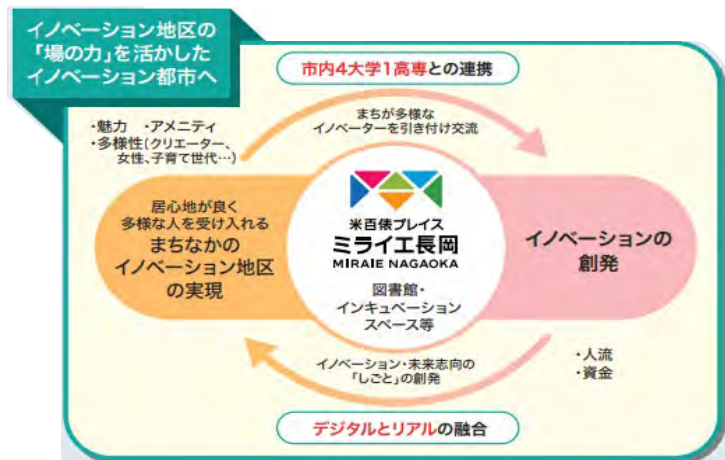 イノベーション地区の
「場の力」を活かした
イノベーション都市へ
市内4大学1高専との連携
・魅力 ・アメニティ
・多様性(クリエーター、
女性、子育て世代…)
まちが多様な
イノベーターを引き付け交流
居心地が良く
多様な人を受け入れる
まちなかの
イノベーション地区
の実現
米百俵プレイス
ミライエ長岡
MIRAIE NAGAOKA
図書館・
インキュベーション
スペース等
イノベーションの
創発
イノベーション・未来志向の
「しごと」の創発
・人流
・資金
デジタルとリアルの融合